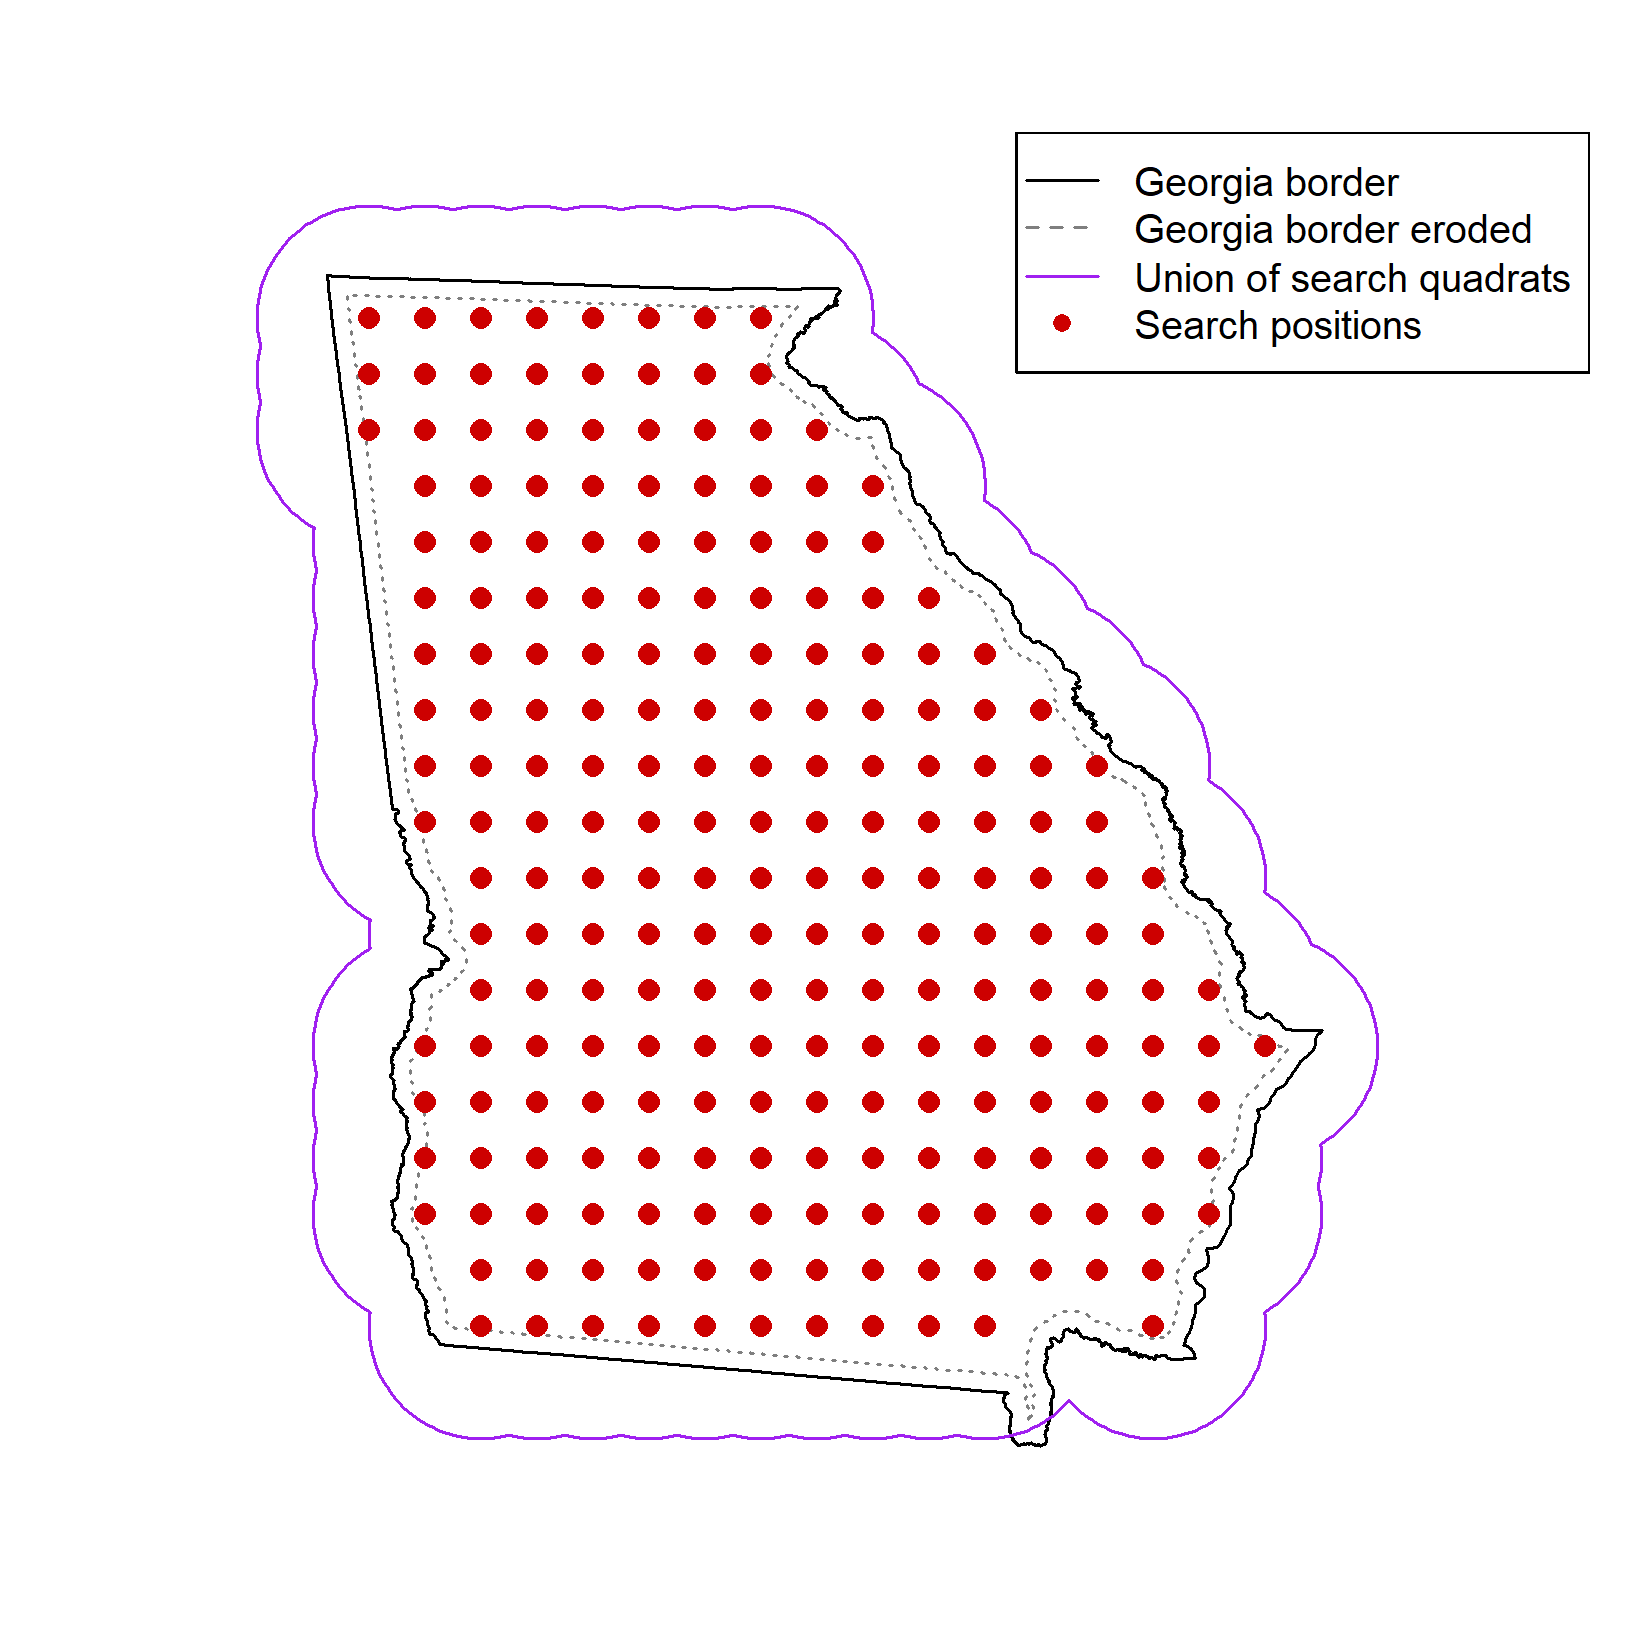 Georgia border
Georgia border eroded
Union of search quadrats
Search positions